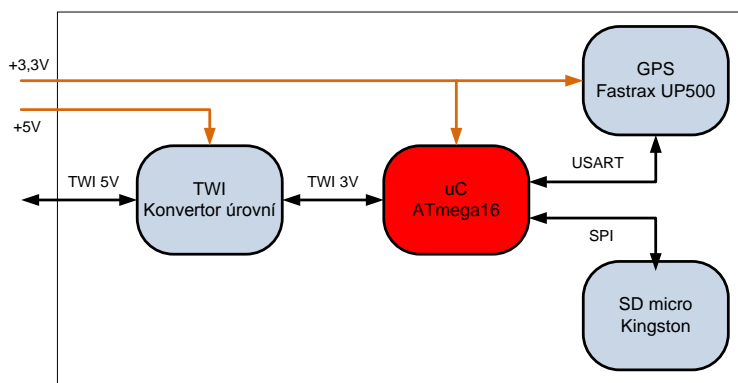 +3,3V
GPS
Fastrax UP500
+5V
USART
TWI 5V
TWI
Konvertor úrovní
TWI 3V
uC
ATmega16
SPI
SD micro
Kingston